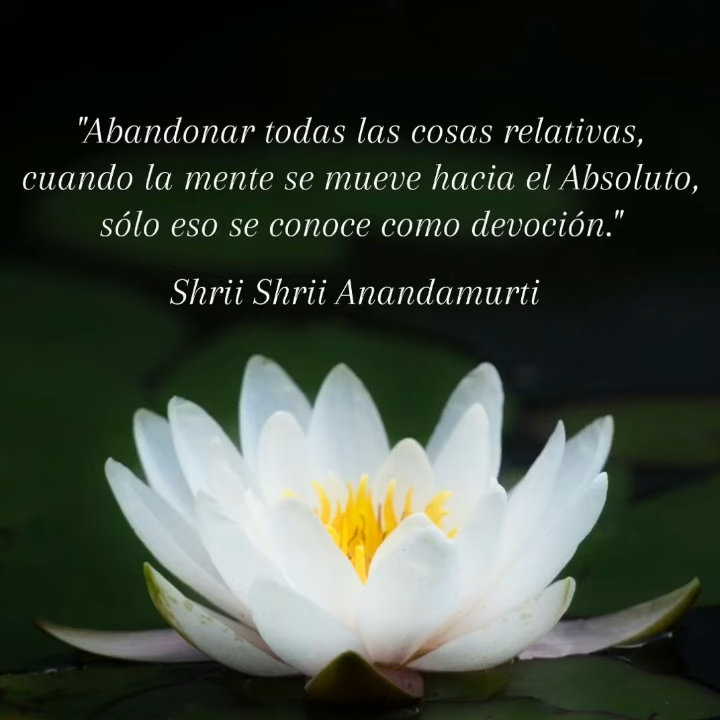 "Abandonar todas las cosas relativas,
cuando la mente se mueve hacia el Absoluto,
sólo eso se conoce como devoción."
Shrii Shrii Anandamurti